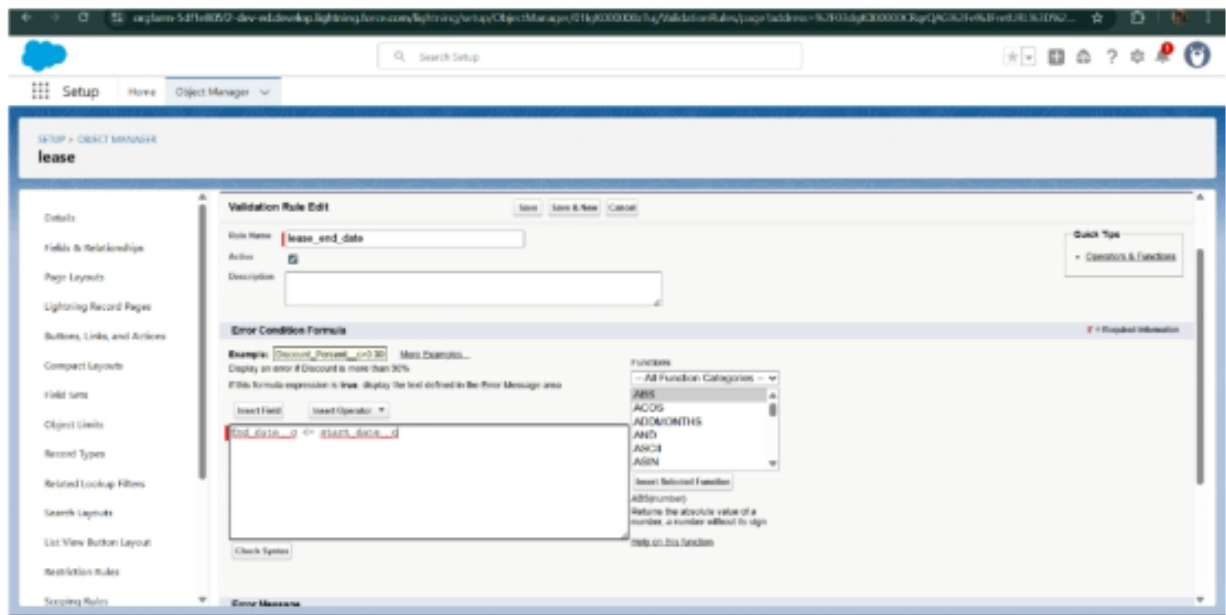 Search Setup
Setup
Home
Object Manager
SETUP > OBJECT MANAGER
lease
Details
Fields & Relationships
Page Layouts
Lightning Record Pages
Buttons, Links, and Actions
Compact Layouts
Field Sets
Object Limits
Record Types
Related Lookup Filters
Search Layouts
List View Button Layout
Restriction Rules
Scoping Rules
Validation Rule Edit
Save
Save & New
Cancel
Rule Name
lease_end_date
Active
Description
Quick Tips
• Operators & Functions
Error Condition Formula
= Required Information
Example: Discount_Percent__c>0.30 More Examples...
Display an error if Discount is more than 30%
If this formula expression is true, display the text defined in the Error Message area
Insert Field
Insert Operator
End_date__c <= start_date__c
Functions
-- All Function Categories --
ABS
ACOS
ADDMONTHS
AND
ASCII
ASIN
Insert Selected Function
ABS(number)
Returns the absolute value of a
number, a number without its sign
Help on this function
Check Syntax
Error Message